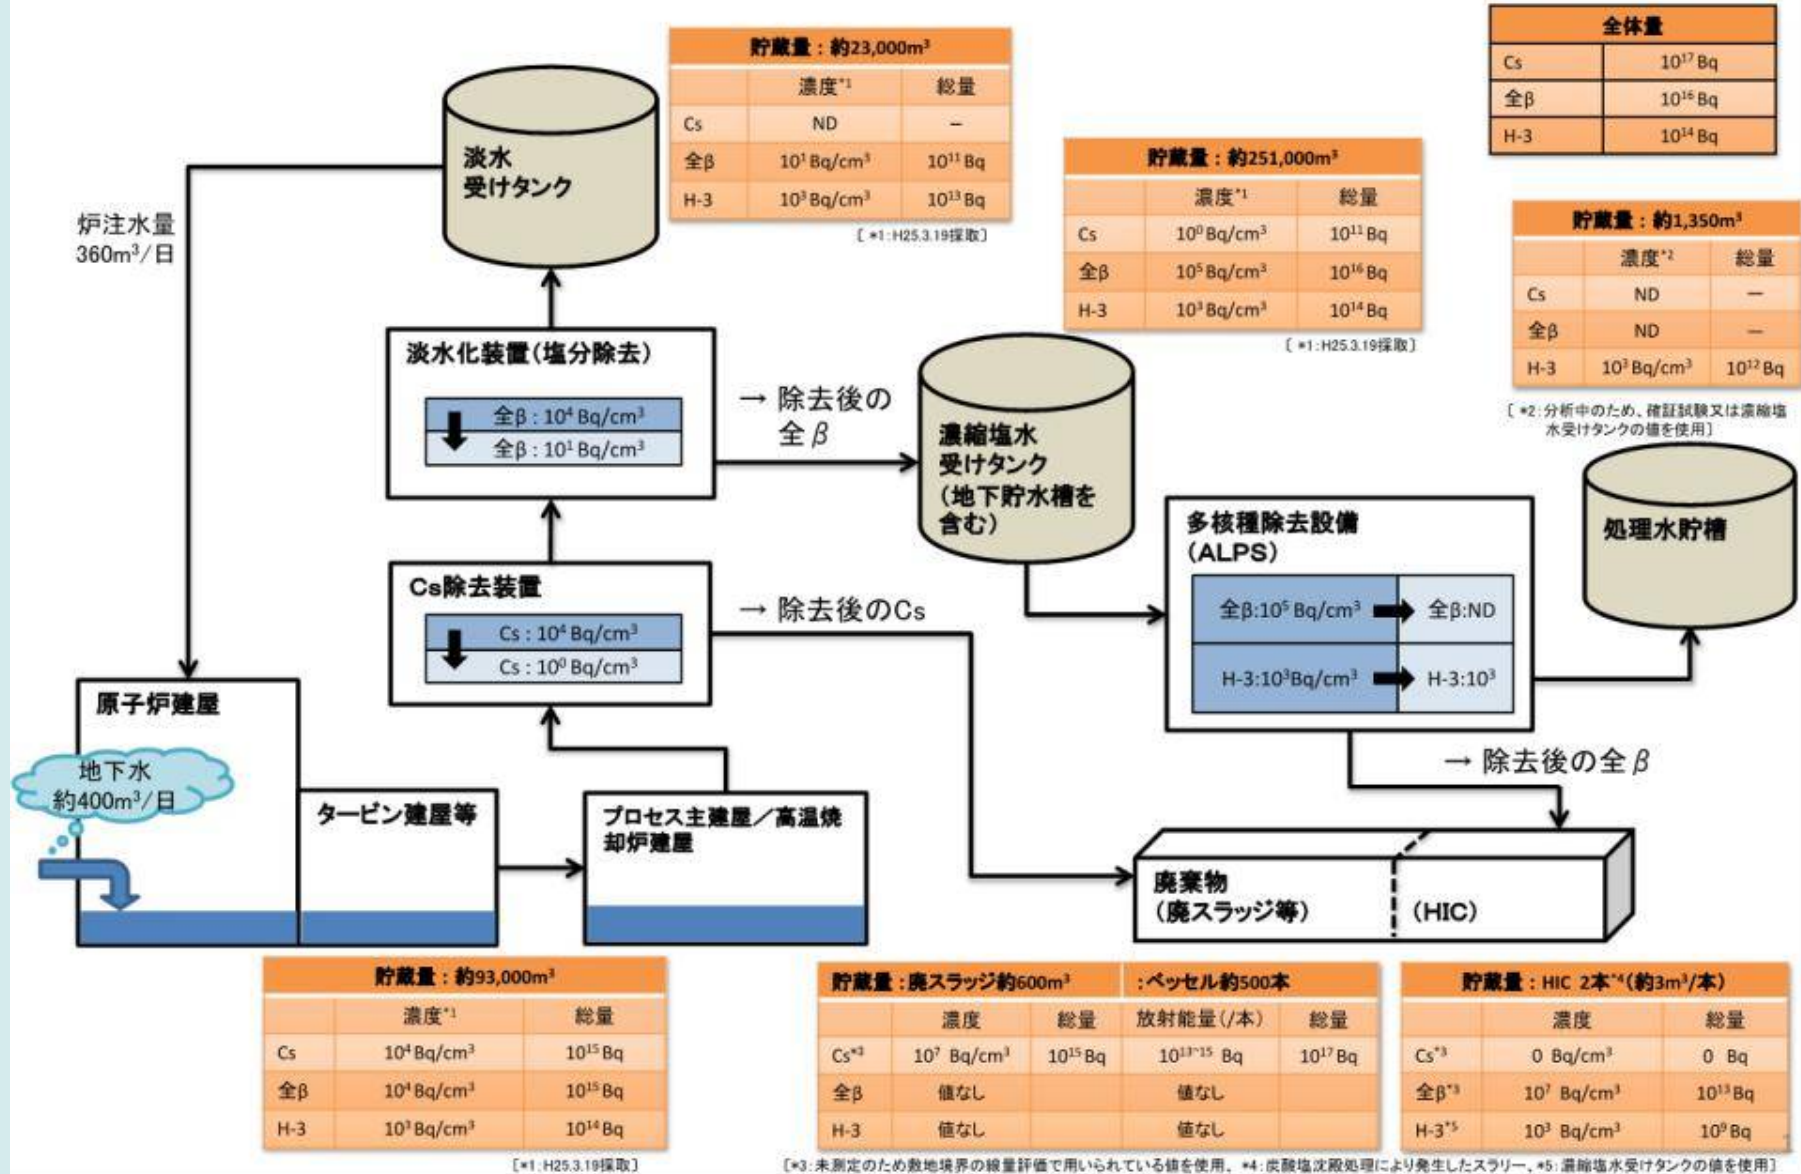 貯蔵量：約23,000m³
濃度*¹ 総量
Cs ND －
全β 10¹ Bq/cm³ 10¹¹ Bq
H-3 10³ Bq/cm³ 10¹³ Bq
〔 *1：H25.3.19採取〕
全体量
Cs 10¹⁷ Bq
全β 10¹⁶ Bq
H-3 10¹⁴ Bq
貯蔵量：約251,000m³
濃度*¹ 総量
Cs 10⁰ Bq/cm³ 10¹¹ Bq
全β 10⁵ Bq/cm³ 10¹⁶ Bq
H-3 10³ Bq/cm³ 10¹⁴ Bq
〔 *1：H25.3.19採取〕
貯蔵量：約1,350m³
濃度*² 総量
Cs ND －
全β ND －
H-3 10³ Bq/cm³ 10¹² Bq
〔 *2：分析中のため、確証試験又は濃縮塩
水受けタンクの値を使用〕
淡水
受けタンク
炉注水量
360m³/日
淡水化装置（塩分除去）
全β：10⁴ Bq/cm³
全β：10¹ Bq/cm³
→ 除去後の
全β
濃縮塩水
受けタンク
（地下貯水槽を
含む）
多核種除去設備
（ALPS）
全β:10⁵ Bq/cm³ 全β:ND
H-3:10³Bq/cm³ H-3:10³
処理水貯槽
Cs除去装置
Cs：10⁴ Bq/cm³
Cs：10⁰ Bq/cm³
→ 除去後のCs
→ 除去後の全β
原子炉建屋
地下水
約400m³/日
タービン建屋等
プロセス主建屋／高温焼
却炉建屋
廃棄物
（廃スラッジ等） （HIC）
貯蔵量：約93,000m³
濃度*¹ 総量
Cs 10⁴ Bq/cm³ 10¹⁵ Bq
全β 10⁴ Bq/cm³ 10¹⁵ Bq
H-3 10³ Bq/cm³ 10¹⁴ Bq
〔*1：H25.3.19採取〕
貯蔵量：廃スラッジ約600m³ ：ベッセル約500本
濃度 総量 放射能量（/本） 総量
Cs*³ 10⁷ Bq/cm³ 10¹⁵ Bq 10¹³~¹⁵ Bq 10¹⁷ Bq
全β 値なし 値なし
H-3 値なし 値なし
貯蔵量：HIC 2本*⁴（約3m³/本）
濃度 総量
Cs*³ 0 Bq/cm³ 0 Bq
全β*³ 10⁷ Bq/cm³ 10¹³ Bq
H-3*⁵ 10³ Bq/cm³ 10⁹ Bq
〔*3：未測定のため敷地境界の線量評価で用いられている値を使用、 *4：炭酸塩沈殿処理により発生したスラリー、*5：濃縮塩水受けタンクの値を使用〕